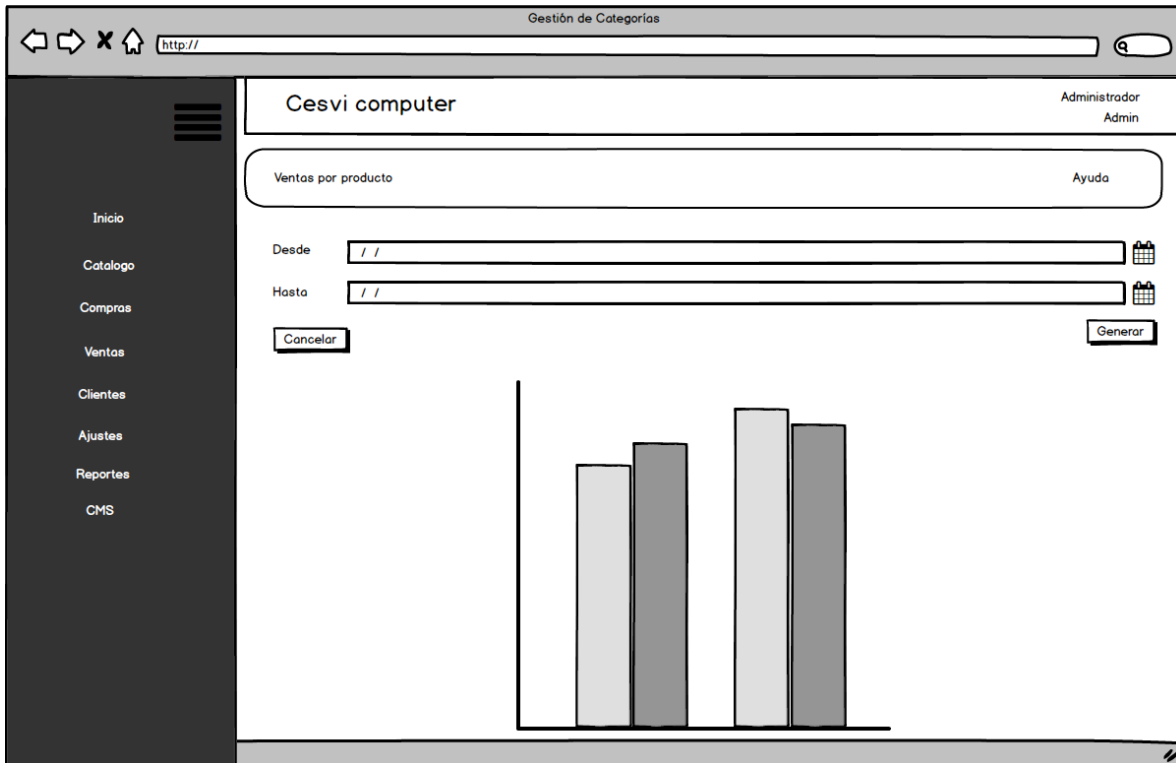 Gestión de Categorías
http://
Cesvi computer
Administrador
Admin
Ventas por producto
Ayuda
Inicio
Catalogo
Compras
Ventas
Clientes
Ajustes
Reportes
CMS
Desde
/ /
Hasta
/ /
Cancelar
Generar